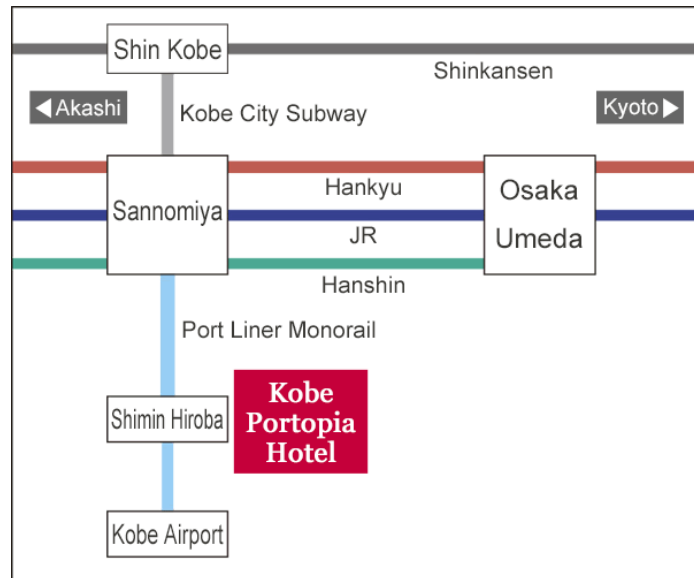 Shin Kobe
Shinkansen
◀Akashi
Kobe City Subway
Kyoto▶
Sannomiya
Hankyu
JR
Hanshin
Osaka
Umeda
Port Liner Monorail
Shimin Hiroba
Kobe
Portopia
Hotel
Kobe Airport